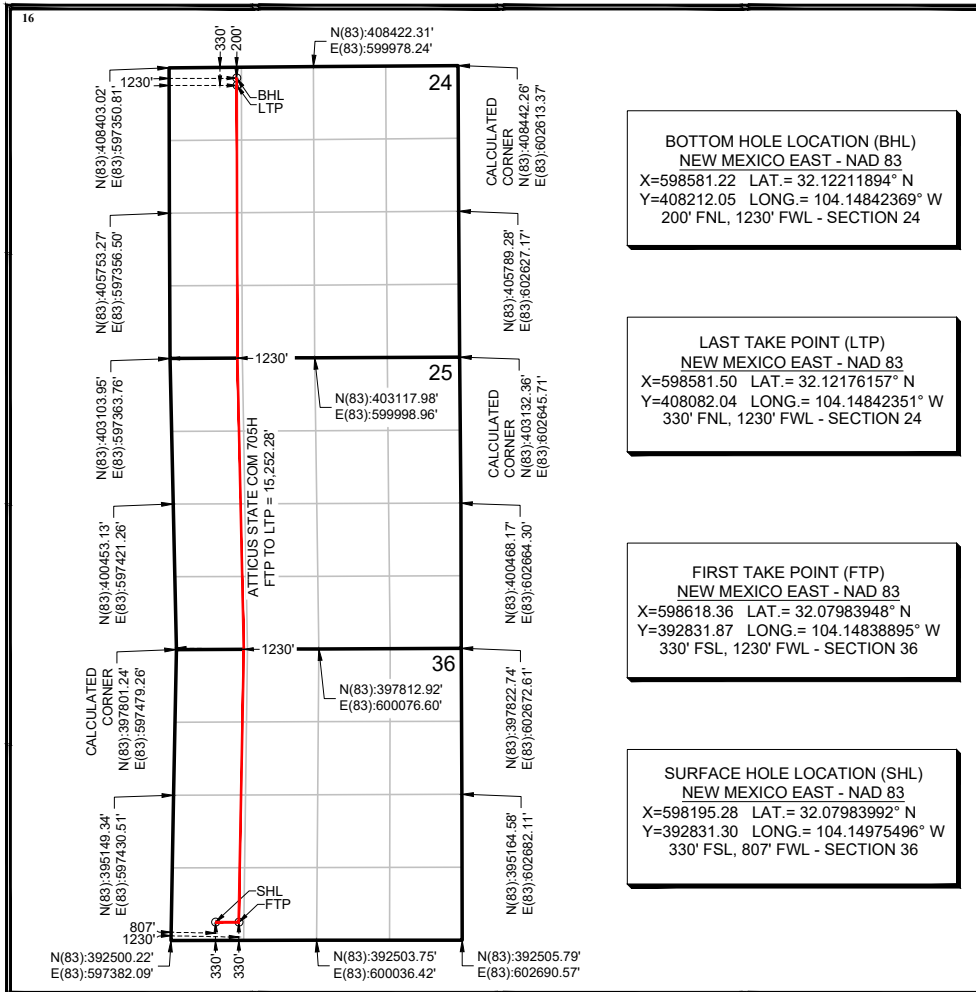 16
330'
200'
N(83):408422.31'
E(83):599978.24'
1230'
BHL
LTP
24
N(83):408403.02'
E(83):597350.81'
CALCULATED
CORNER
N(83):408442.26'
E(83):602613.37'
N(83):405753.27'
E(83):597356.50'
N(83):405789.28'
E(83):602627.17'
1230'
25
N(83):403117.98'
E(83):599998.96'
N(83):403103.95'
E(83):597363.76'
CALCULATED
CORNER
N(83):403132.36'
E(83):602645.71'
ATTICUS STATE COM 705H
FTP TO LTP = 15,252.28'
N(83):400453.13'
E(83):597421.26'
N(83):400468.17'
E(83):602664.30'
1230'
36
N(83):397812.92'
E(83):600076.60'
CALCULATED
CORNER
N(83):397801.24'
E(83):597479.26'
N(83):397822.74'
E(83):602672.61'
N(83):395149.34'
E(83):597430.51'
N(83):395164.58'
E(83):602682.11'
SHL
FTP
807'
1230'
330'
330'
N(83):392500.22'
E(83):597382.09'
N(83):392503.75'
E(83):600036.42'
N(83):392505.79'
E(83):602690.57'
BOTTOM HOLE LOCATION (BHL)
NEW MEXICO EAST - NAD 83
X=598581.22 LAT.= 32.12211894° N
Y=408212.05 LONG.= 104.14842369° W
200' FNL, 1230' FWL - SECTION 24
LAST TAKE POINT (LTP)
NEW MEXICO EAST - NAD 83
X=598581.50 LAT.= 32.12176157° N
Y=408082.04 LONG.= 104.14842351° W
330' FNL, 1230' FWL - SECTION 24
FIRST TAKE POINT (FTP)
NEW MEXICO EAST - NAD 83
X=598618.36 LAT.= 32.07983948° N
Y=392831.87 LONG.= 104.14838895° W
330' FSL, 1230' FWL - SECTION 36
SURFACE HOLE LOCATION (SHL)
NEW MEXICO EAST - NAD 83
X=598195.28 LAT.= 32.07983992° N
Y=392831.30 LONG.= 104.14975496° W
330' FSL, 807' FWL - SECTION 36